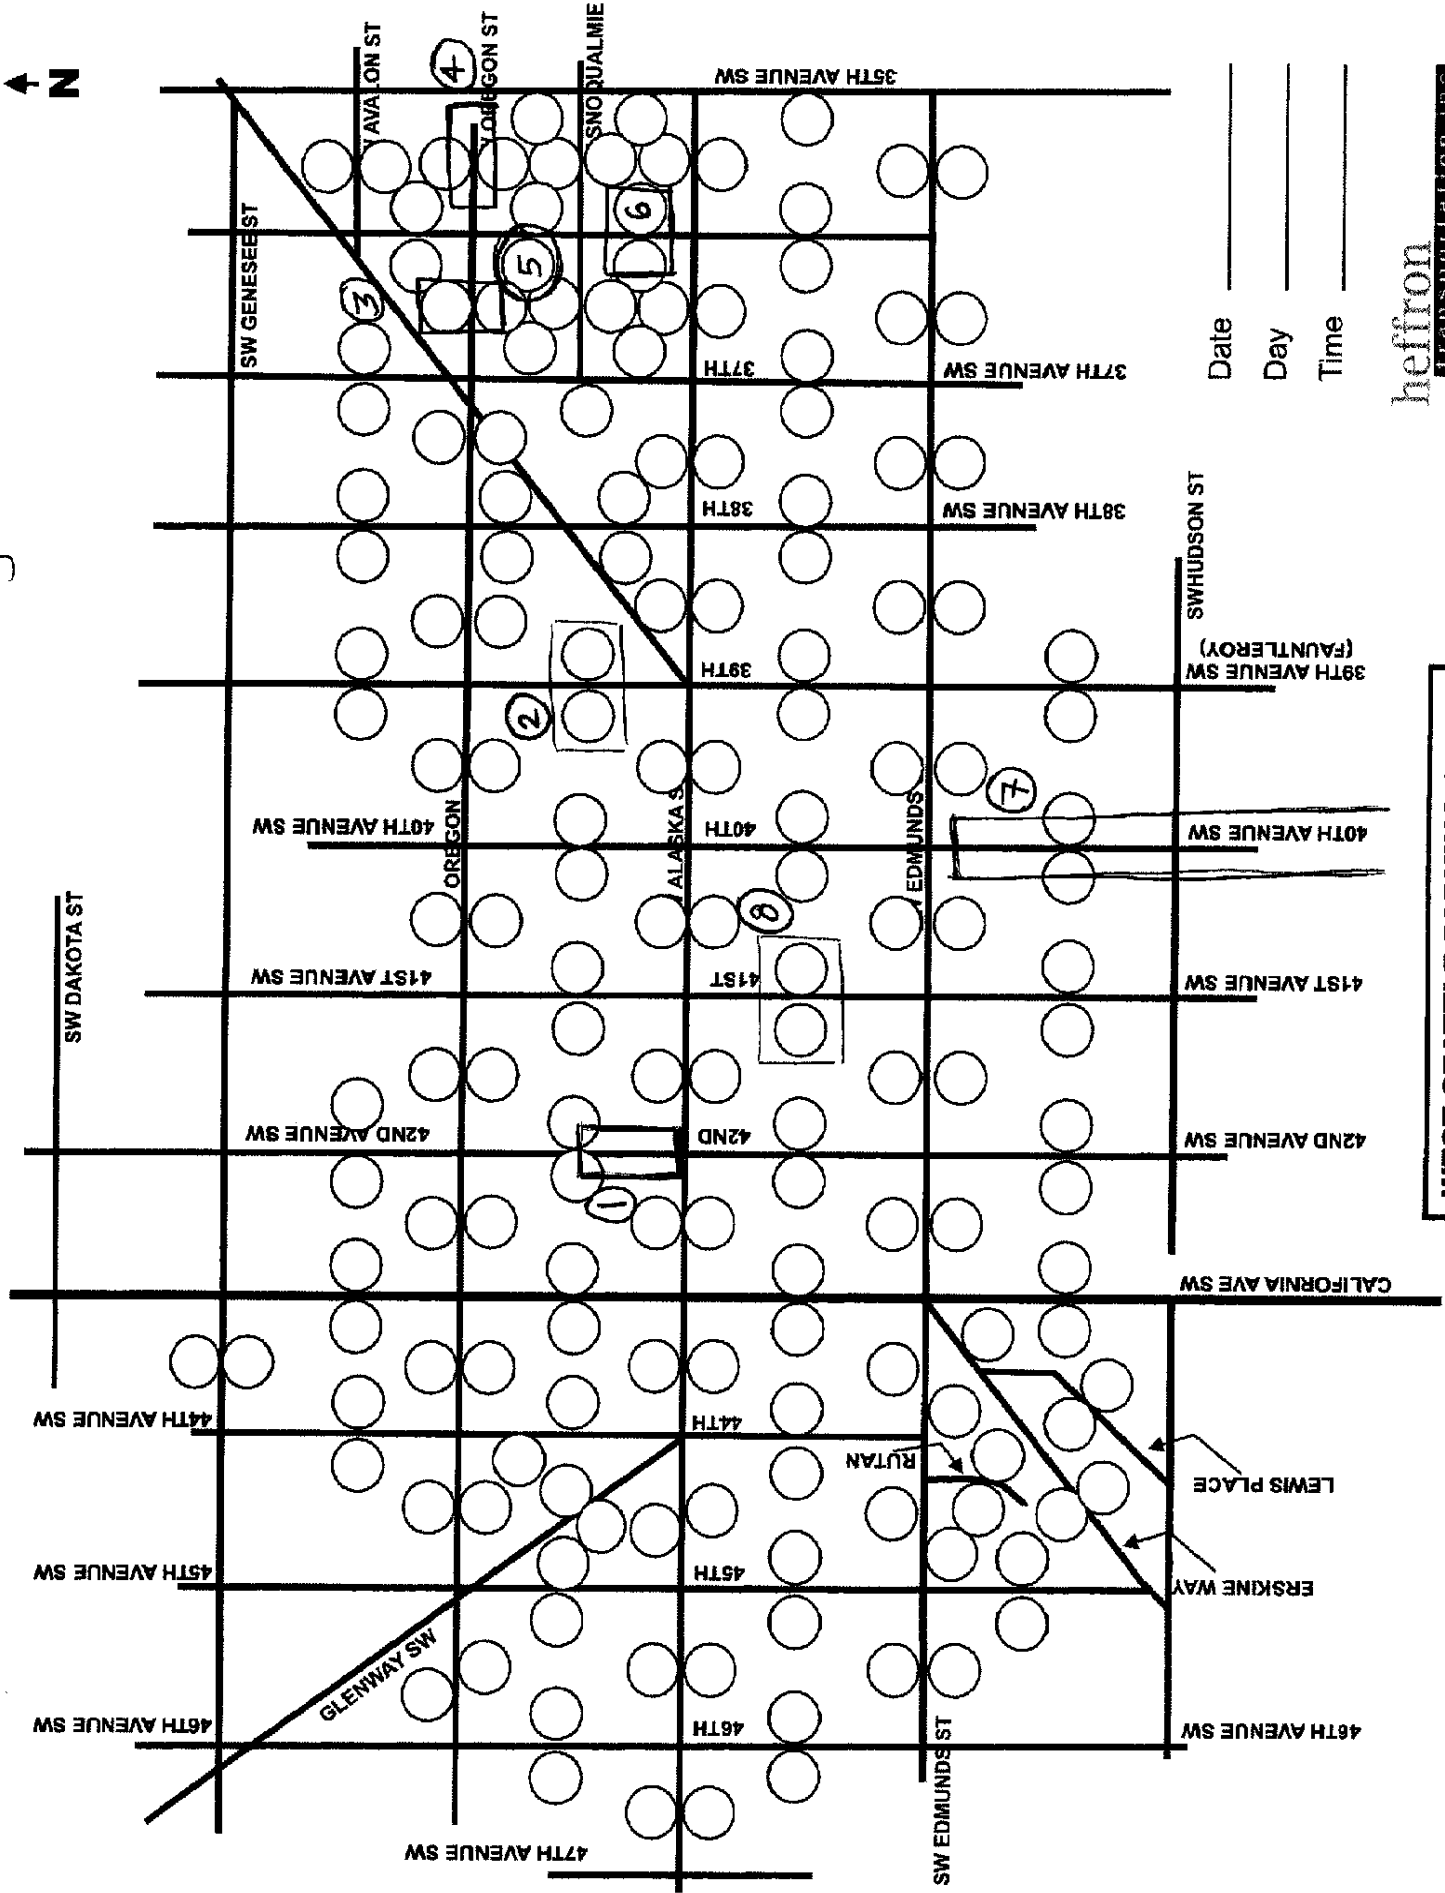 N
35TH AVENUE SW
AVALON ST
OREGON ST
SNOQUALMIE
4
SW GENESEE ST
3
5
6
37TH
37TH AVENUE SW
38TH
38TH AVENUE SW
SWHUDSON ST
39TH
39TH AVENUE SW
(FAUNTLEROY)
2
40TH AVENUE SW
OREGON
40TH
ALASKA S
EDMUNDS
7
40TH AVENUE SW
8
SW DAKOTA ST
41ST AVENUE SW
41ST
41ST AVENUE SW
42ND AVENUE SW
42ND
42ND AVENUE SW
1
CALIFORNIA AVE SW
44TH AVENUE SW
44TH
RUTAN
LEWIS PLACE
45TH AVENUE SW
45TH
ERSKINE WAY
GLENWAY SW
46TH AVENUE SW
46TH
46TH AVENUE SW
SW EDMUNDS ST
47TH AVENUE SW
Date
Day
Time
heffron